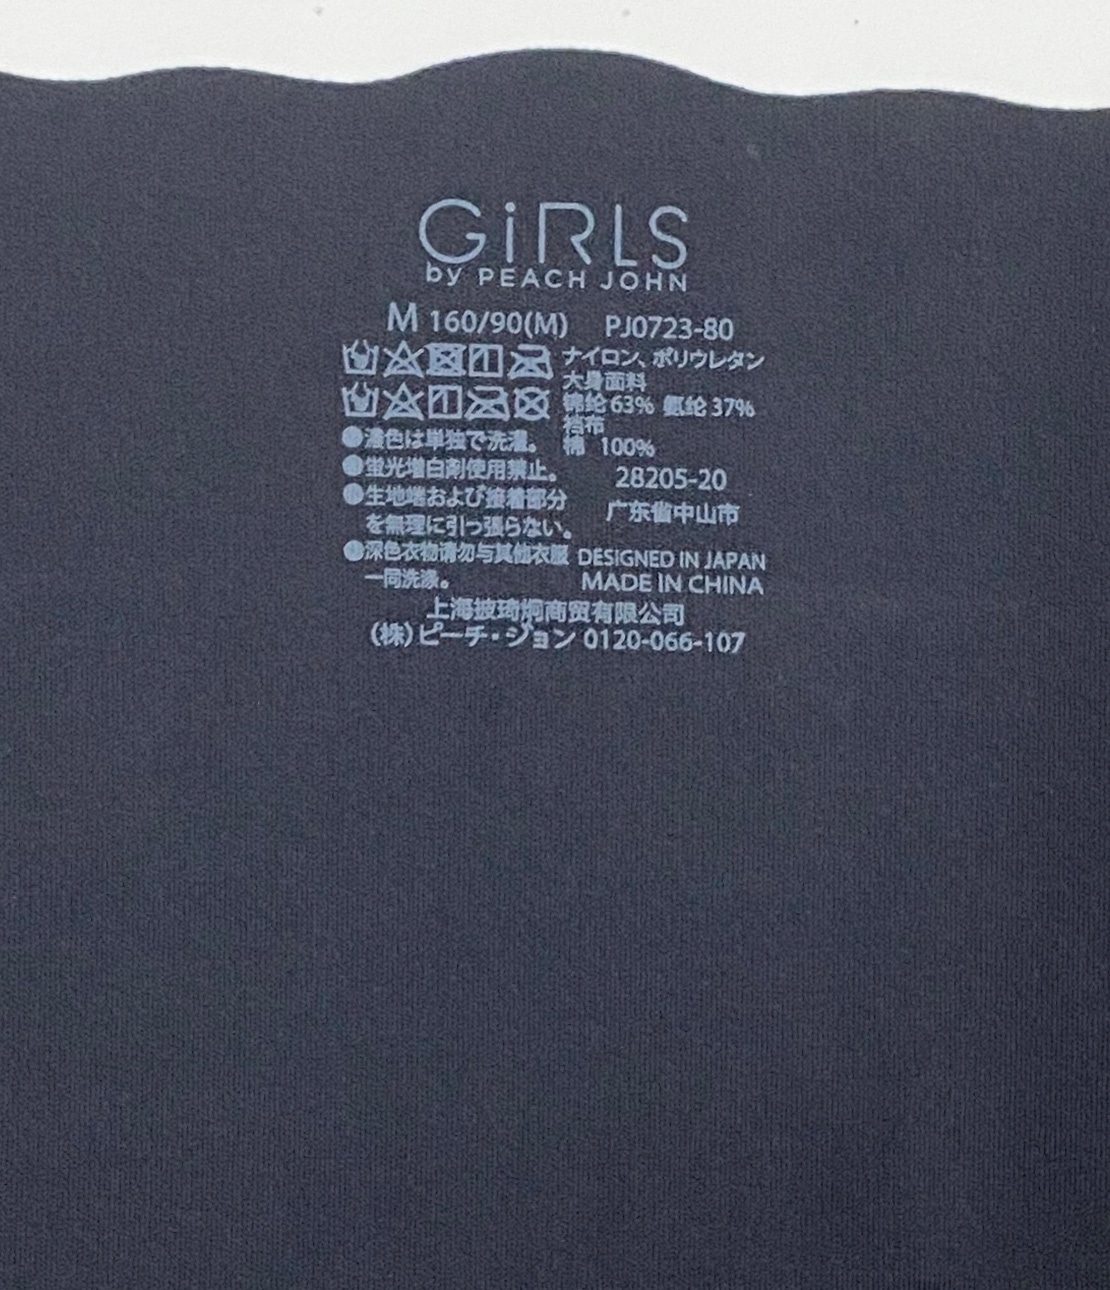 GiRLS
by PEACH JOHN
M 160/90(M) PJ0723-80
ナイロン、ポリウレタン
大身面料
锦纶 63% 氨纶 37%
裆布
棉 100%
●濃色は単独で洗濯。
●蛍光増白剤使用禁止。
●生地端および接着部分
を無理に引っ張らない。
●深色衣物请勿与其他衣服
一同洗涤。
28205-20
广东省中山市
DESIGNED IN JAPAN
MADE IN CHINA
上海披琦炯商贸有限公司
(株)ピーチ・ジョン 0120-066-107